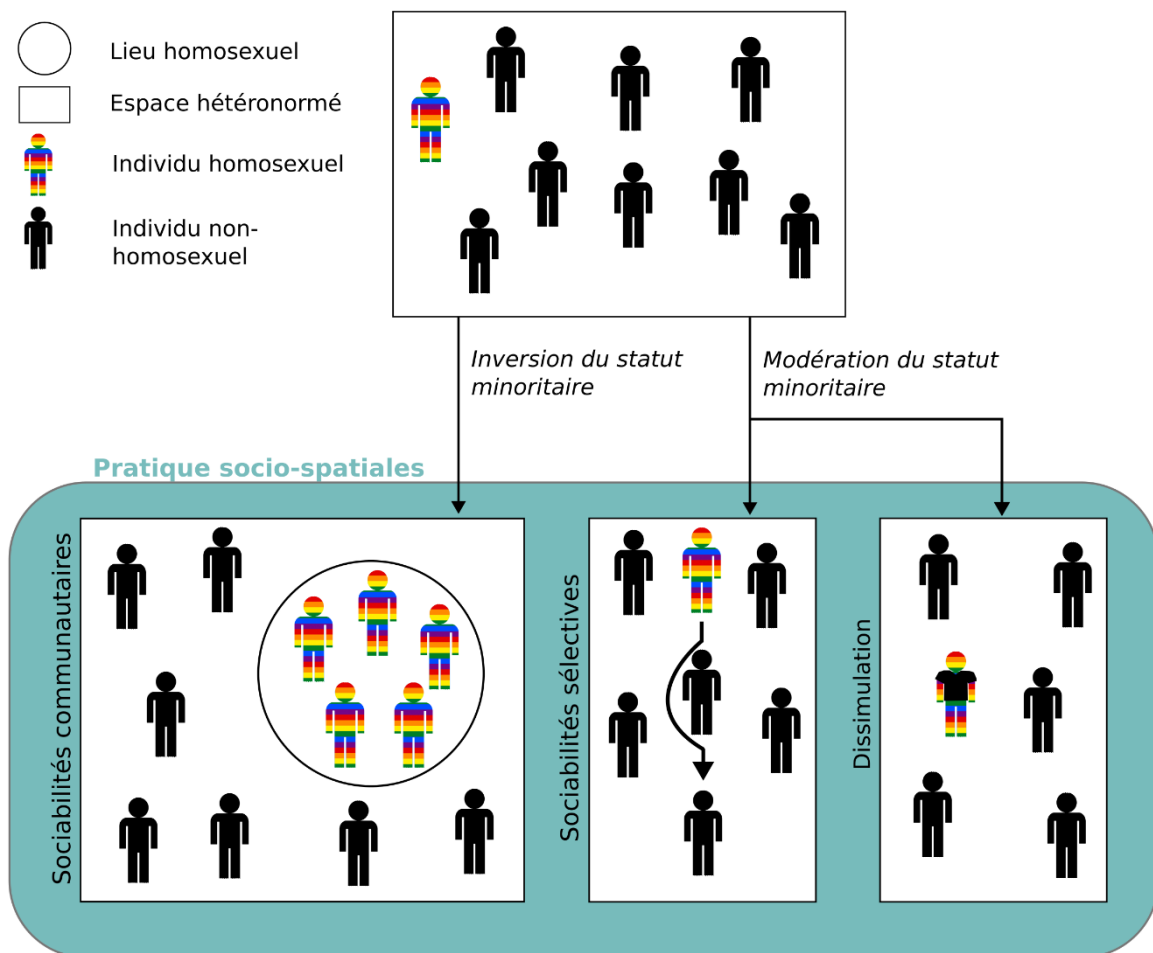 Lieu homosexuel
Espace hétéronormé
Individu homosexuel
Individu non-
homosexuel
Inversion du statut
minoritaire
Modération du statut
minoritaire
Pratique socio-spatiales
Sociabilités communautaires
Sociabilités sélectives
Dissimulation